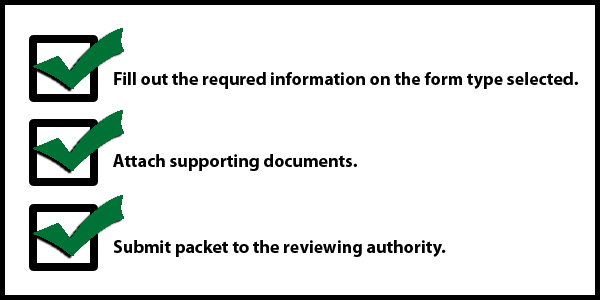 Fill out the requred information on the form type selected.
Attach supporting documents.
Submit packet to the reviewing authority.